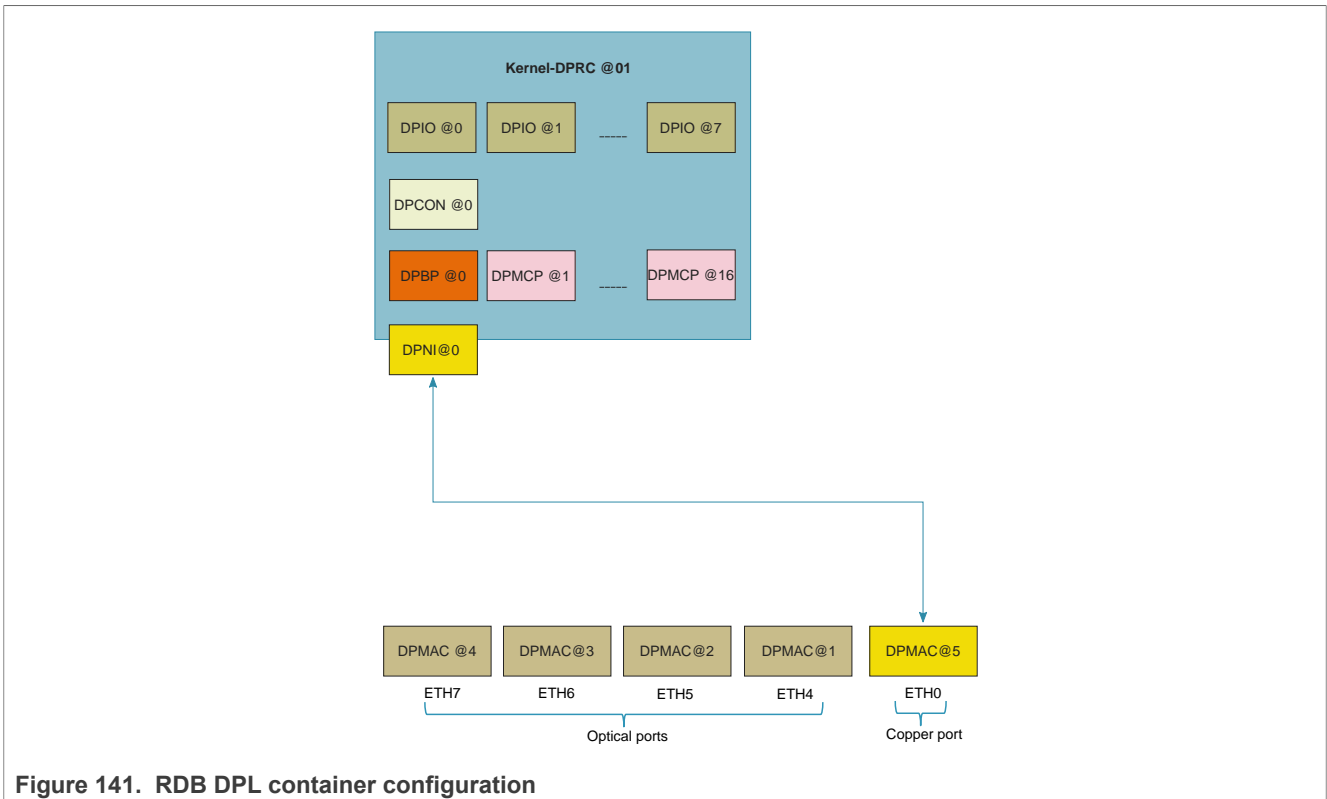 Kernel-DPRC @01
DPIO @0 DPIO @1 ----- DPIO @7
DPCON @0
DPBP @0 DPMCP @1 ----- DPMCP @16
DPNI@0
DPMAC @4 DPMAC@3 DPMAC@2 DPMAC@1 DPMAC@5
ETH7 ETH6 ETH5 ETH4 ETH0
Optical ports Copper port
Figure 141. RDB DPL container configuration